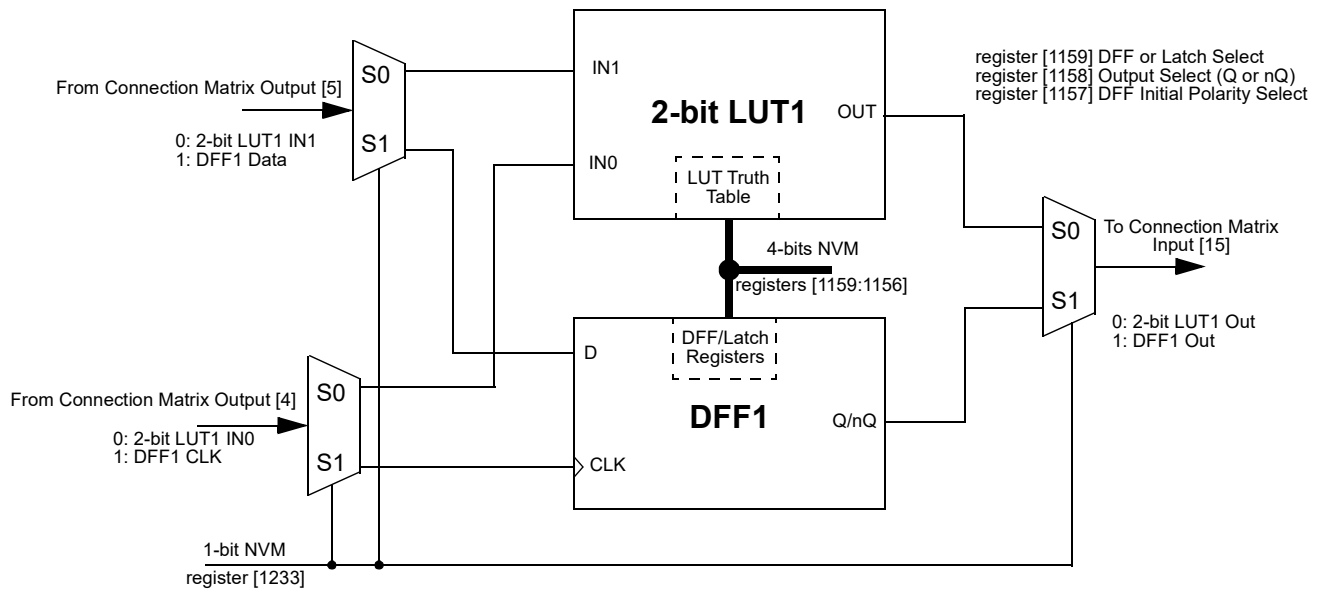 From Connection Matrix Output [5]
0: 2-bit LUT1 IN1
1: DFF1 Data
S0
S1
IN1
IN0
2-bit LUT1
OUT
LUT Truth
Table
register [1159] DFF or Latch Select
register [1158] Output Select (Q or nQ)
register [1157] DFF Initial Polarity Select
4-bits NVM
registers [1159:1156]
S0
S1
To Connection Matrix
Input [15]
0: 2-bit LUT1 Out
1: DFF1 Out
From Connection Matrix Output [4]
0: 2-bit LUT1 IN0
1: DFF1 CLK
S0
S1
D
CLK
DFF/Latch
Registers
DFF1
Q/nQ
1-bit NVM
register [1233]